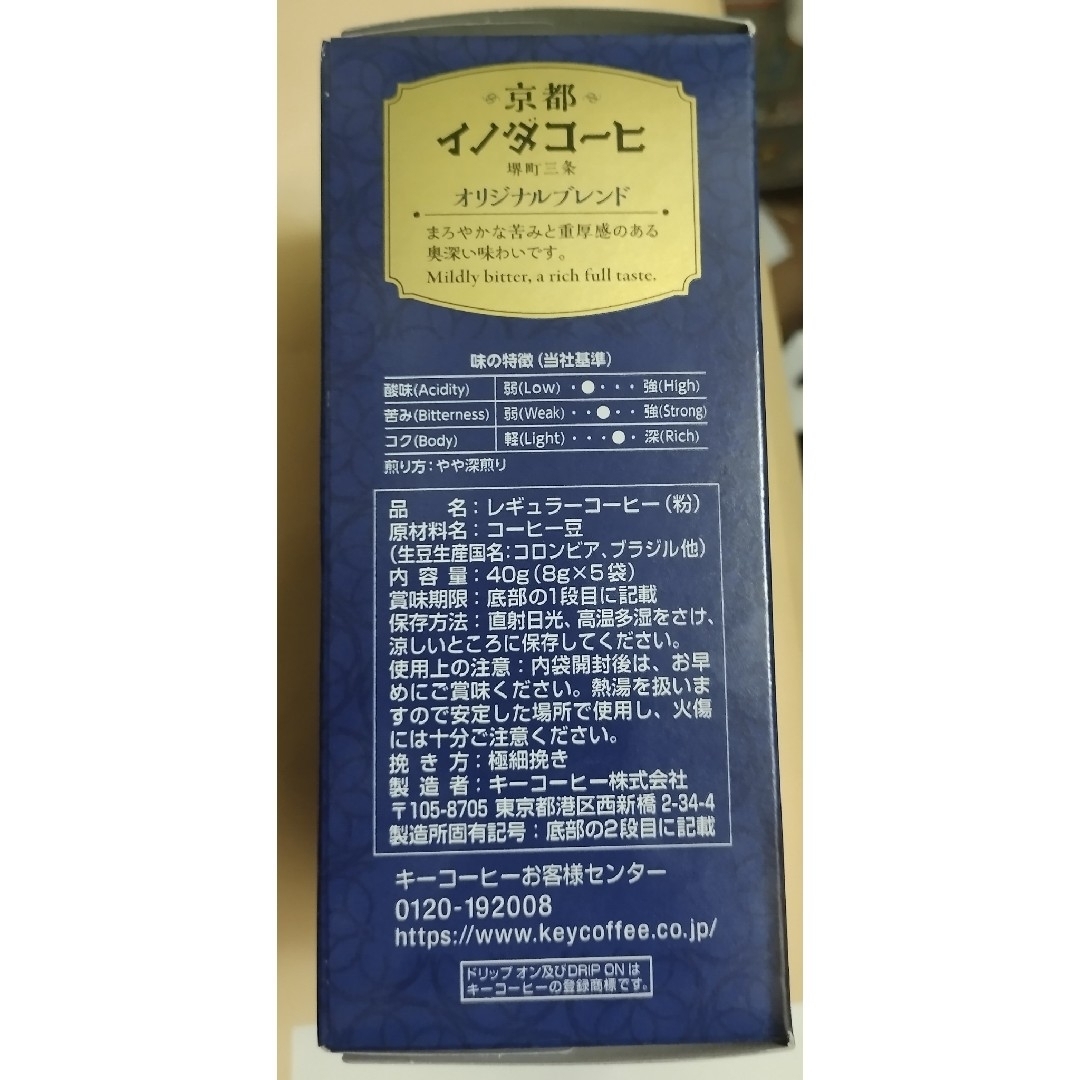 京都
イノダコーヒ
堺町三条
オリジナルブレンド
まろやかな苦みと重厚感のある
奥深い味わいです。
Mildly bitter, a rich full taste.
味の特徴(当社基準)
酸味(Acidity) 弱(Low)・●・・・強(High)
苦み(Bitterness) 弱(Weak)・・●・・強(Strong)
コク(Body) 軽(Light)・・・●・深(Rich)
煎り方:やや深煎り
品名:レギュラーコーヒー(粉)
原材料名:コーヒー豆
(生豆生産国名:コロンビア、ブラジル他)
内容量:40g(8g×5袋)
賞味期限:底部の1段目に記載
保存方法:直射日光、高温多湿をさけ、
涼しいところに保存してください。
使用上の注意:内袋開封後は、お早
めにご賞味ください。熱湯を扱いま
すので安定した場所で使用し、火傷
には十分ご注意ください。
挽き方:極細挽き
製造者:キーコーヒー株式会社
〒105-8705 東京都港区西新橋 2-34-4
製造所固有記号:底部の2段目に記載
キーコーヒーお客様センター
0120-192008
https://www.keycoffee.co.jp/
ドリップ オン及びDRIP ON は
キーコーヒーの登録商標です。